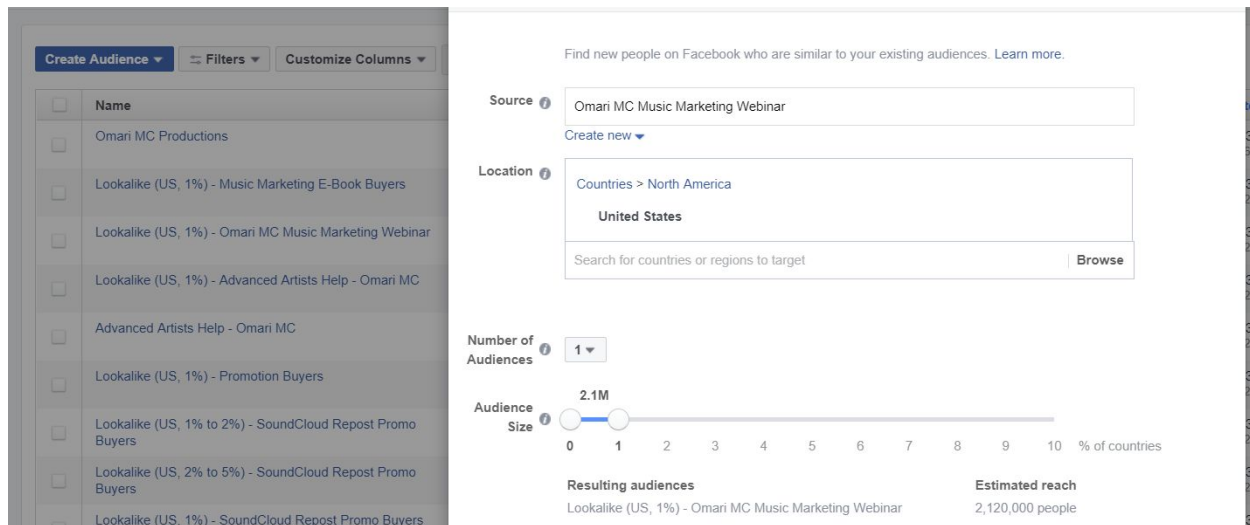 Create Audience
Filters
Customize Columns
Name
Omari MC Productions
Lookalike (US, 1%) - Music Marketing E-Book Buyers
Lookalike (US, 1%) - Omari MC Music Marketing Webinar
Lookalike (US, 1%) - Advanced Artists Help - Omari MC
Advanced Artists Help - Omari MC
Lookalike (US, 1%) - Promotion Buyers
Lookalike (US, 1% to 2%) - SoundCloud Repost Promo
Buyers
Lookalike (US, 2% to 5%) - SoundCloud Repost Promo
Buyers
Lookalike (US, 1%) - SoundCloud Repost Promo Buyers
Find new people on Facebook who are similar to your existing audiences. Learn more.
Source
Omari MC Music Marketing Webinar
Create new
Location
Countries > North America
United States
Search for countries or regions to target
Browse
Number of
Audiences
1
2.1M
Audience
Size
0 1 2 3 4 5 6 7 8 9 10 % of countries
Resulting audiences Estimated reach
Lookalike (US, 1%) - Omari MC Music Marketing Webinar 2,120,000 people